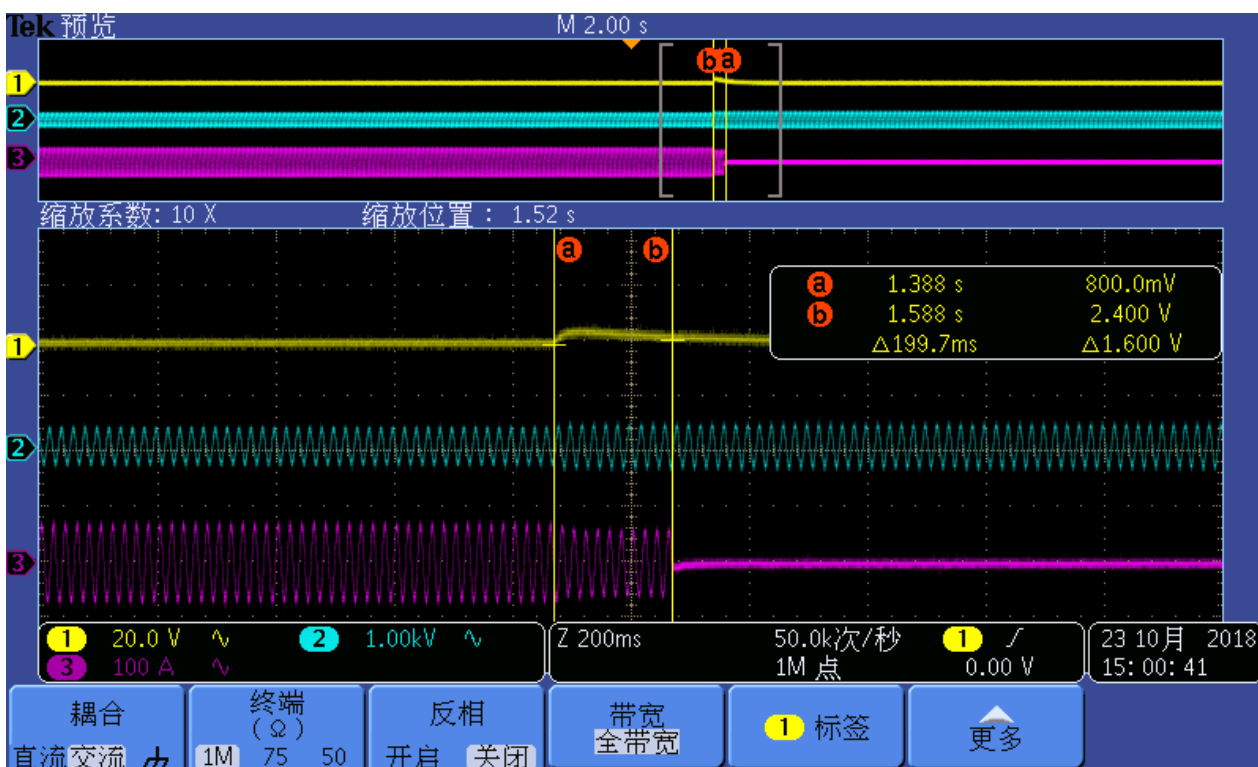 Tek 预览 M 2.00 s
b a
1
2
3
缩放系数: 10 X 缩放位置: 1.52 s
a b
a 1.388 s 800.0mV
b 1.588 s 2.400 V
△199.7ms △1.600 V
1
2
3
1 20.0 V 2 1.00kV Z 200ms 50.0k次/秒 1 23 10月 2018
3 100 A 1M 点 0.00 V 15:00:41
耦合 终端 反相 带宽 1 标签 更多
(Ω) 全带宽
直流 交流 1M 75 50 开启 关闭